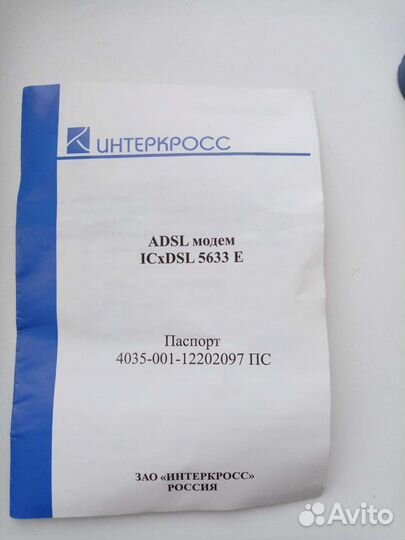 ИНТЕРКРОСС
ADSL модем
ICxDSL 5633 E
Паспорт
4035-001-12202097 ПС
ЗАО «ИНТЕРКРОСС»
РОССИЯ
Avito